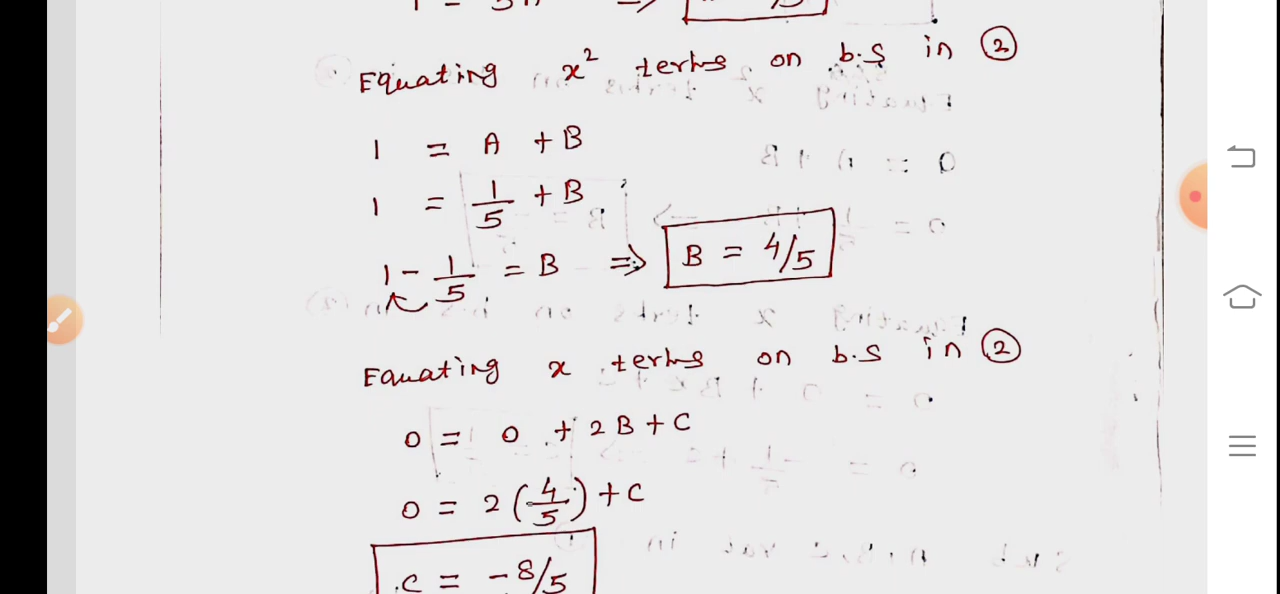 Equating x² terms on b.s in ②
1 = A + B
1 = 1/5 + B
1 - 1/5 = B ⇒ B = 4/5
Equating x terms on b.s in ②
0 = 0 + 2B + C
0 = 2(4/5) + C
C = -8/5